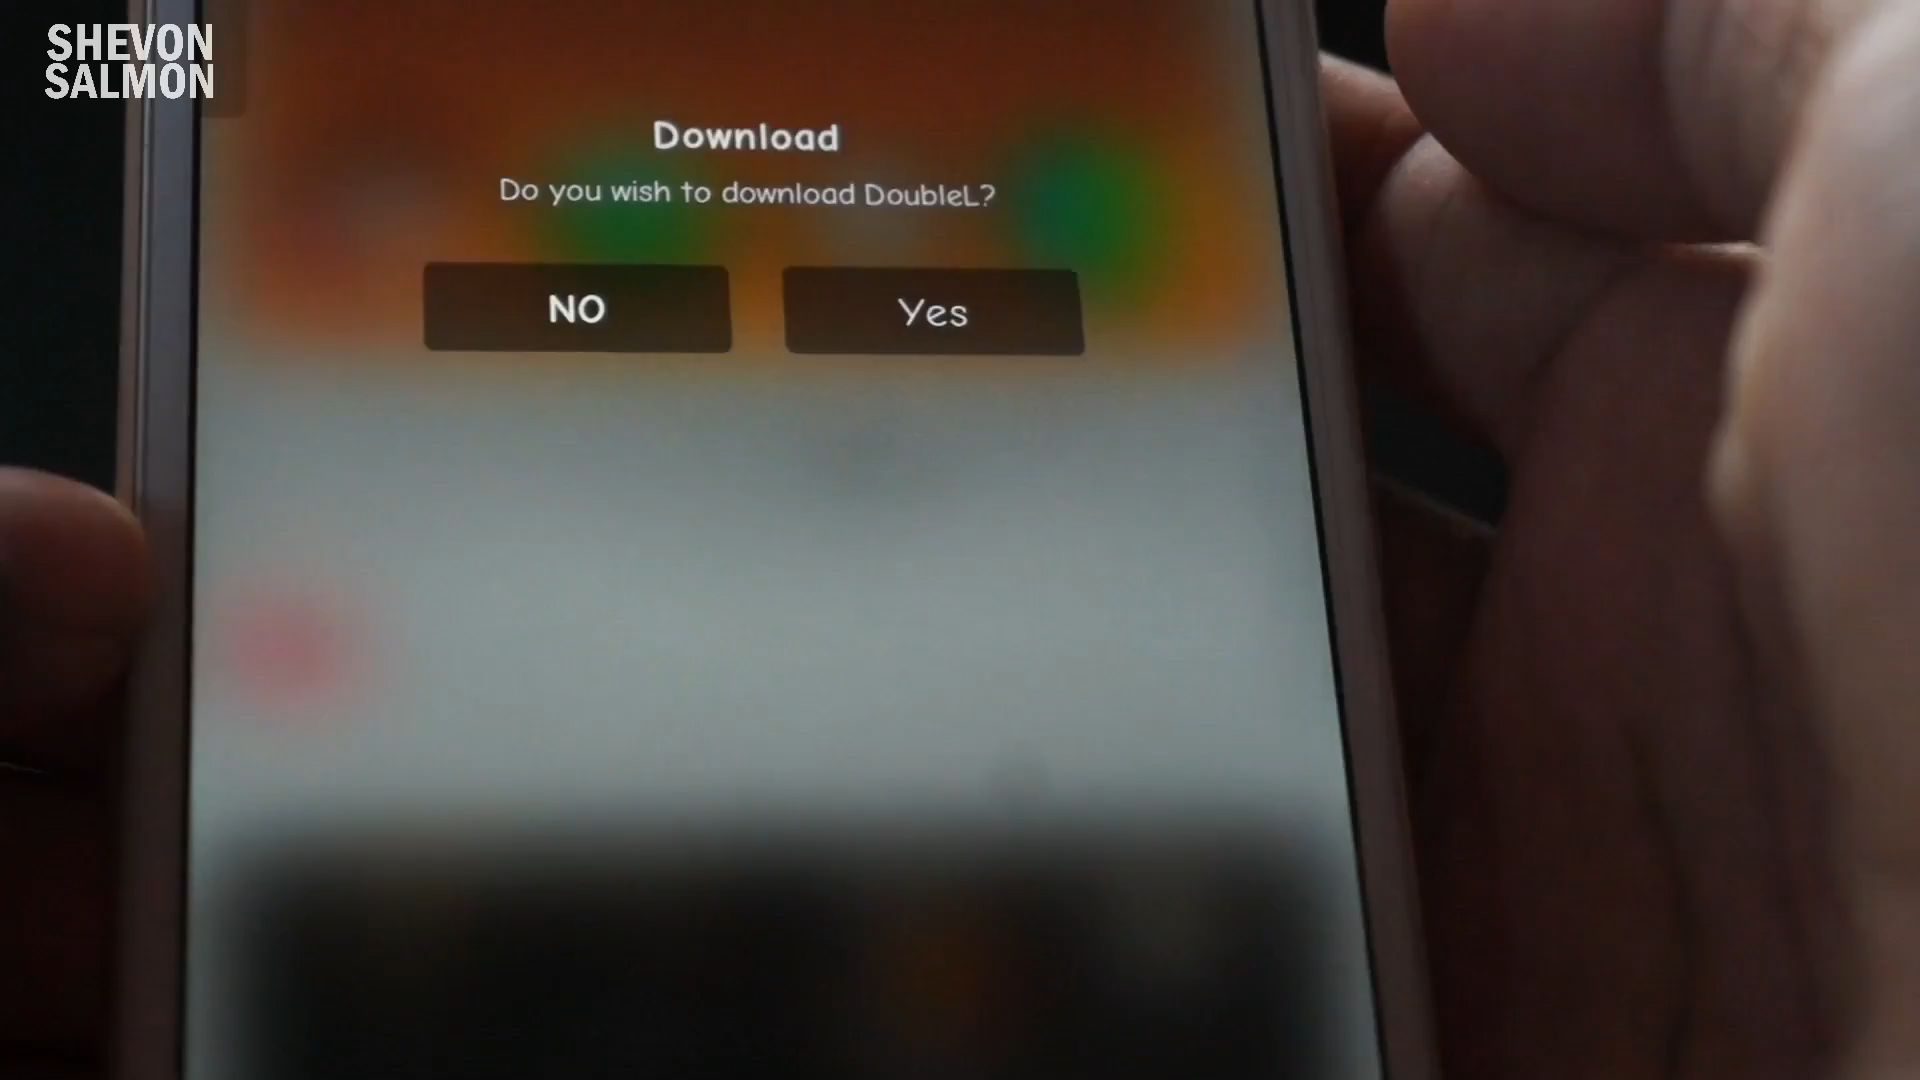 SHEVON
SALMON
Download
Do you wish to download DoubleL?
NO
Yes